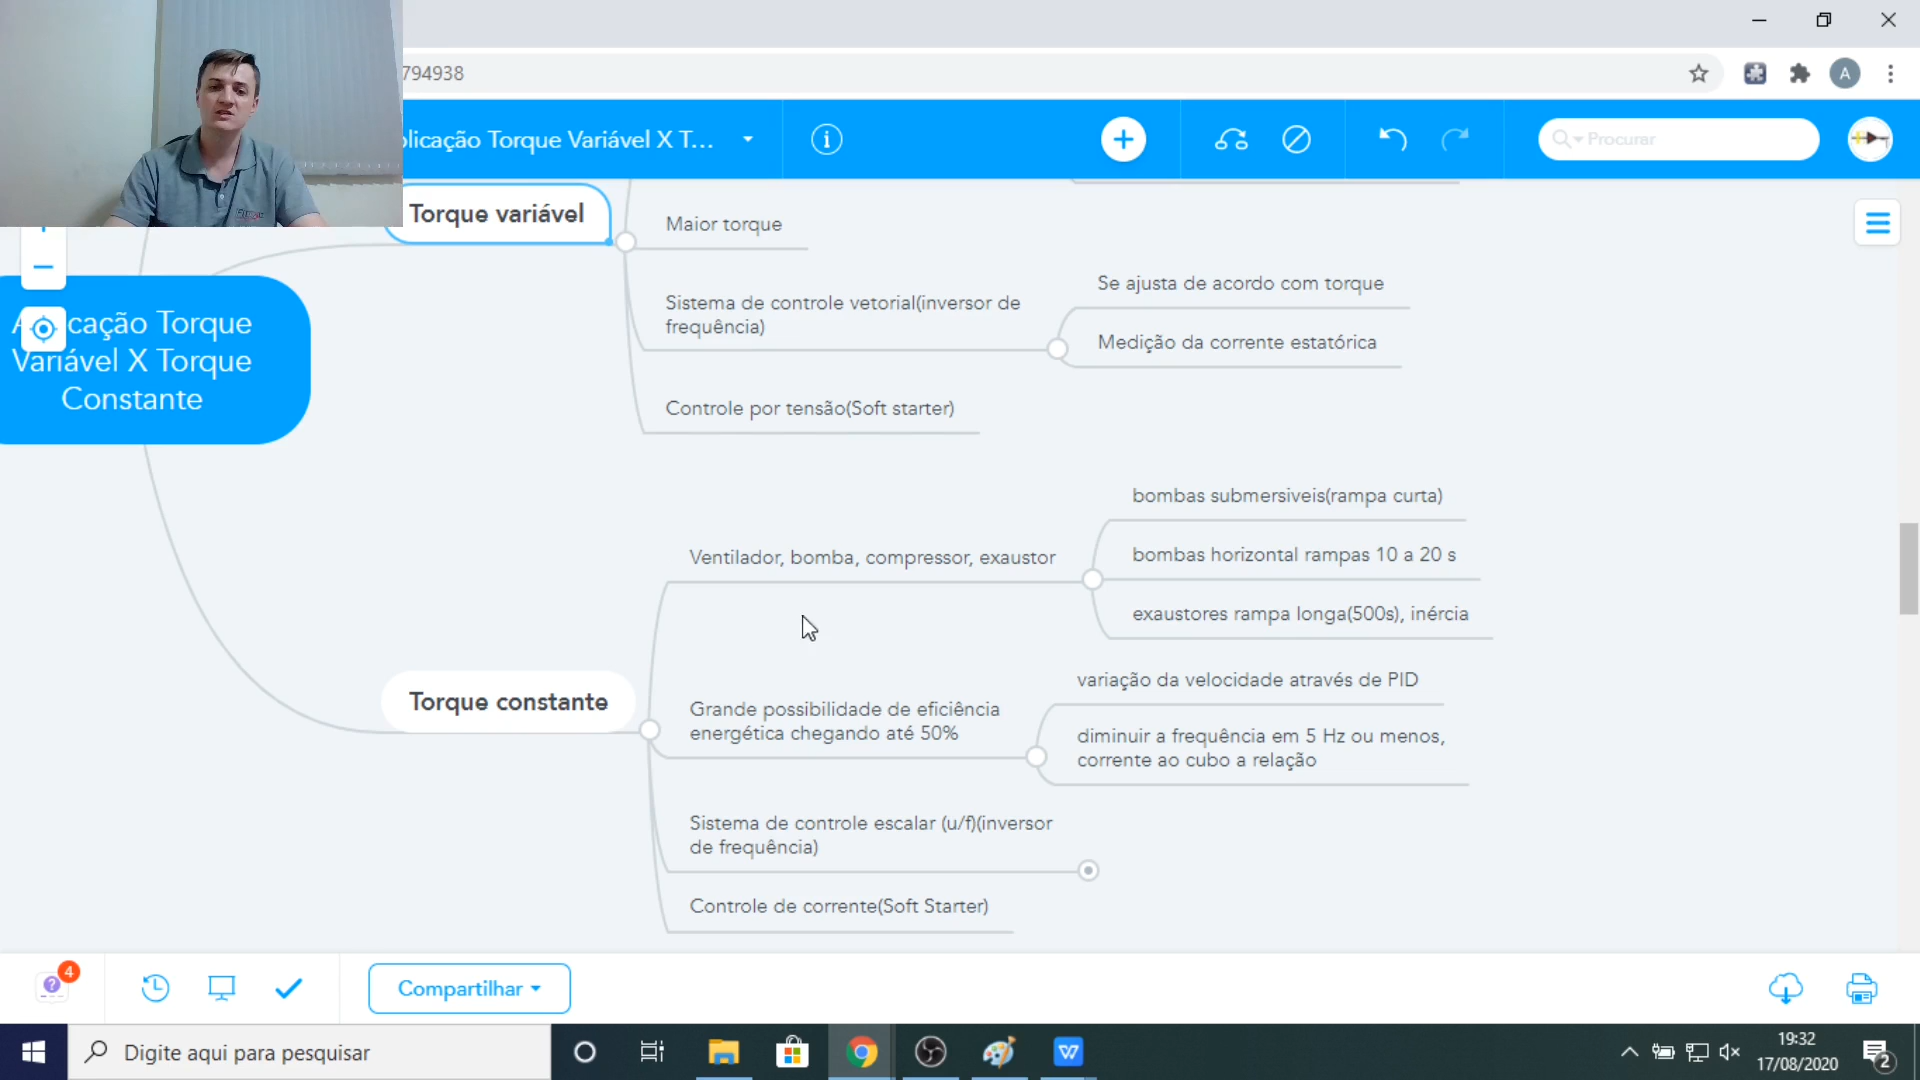 794938
plicação Torque Variável X T...
Procurar
A
Torque variável
Maior torque
Sistema de controle vetorial(inversor de
frequência)
Se ajusta de acordo com torque
Medição da corrente estatórica
Controle por tensão(Soft starter)
cação Torque
Variável X Torque
Constante
bombas submersiveis(rampa curta)
Ventilador, bomba, compressor, exaustor
bombas horizontal rampas 10 a 20 s
exaustores rampa longa(500s), inércia
Torque constante
variação da velocidade através de PID
Grande possibilidade de eficiência
energética chegando até 50%
diminuir a frequência em 5 Hz ou menos,
corrente ao cubo a relação
Sistema de controle escalar (u/f)(inversor
de frequência)
Controle de corrente(Soft Starter)
4
Compartilhar
Digite aqui para pesquisar
19:32
17/08/2020
2